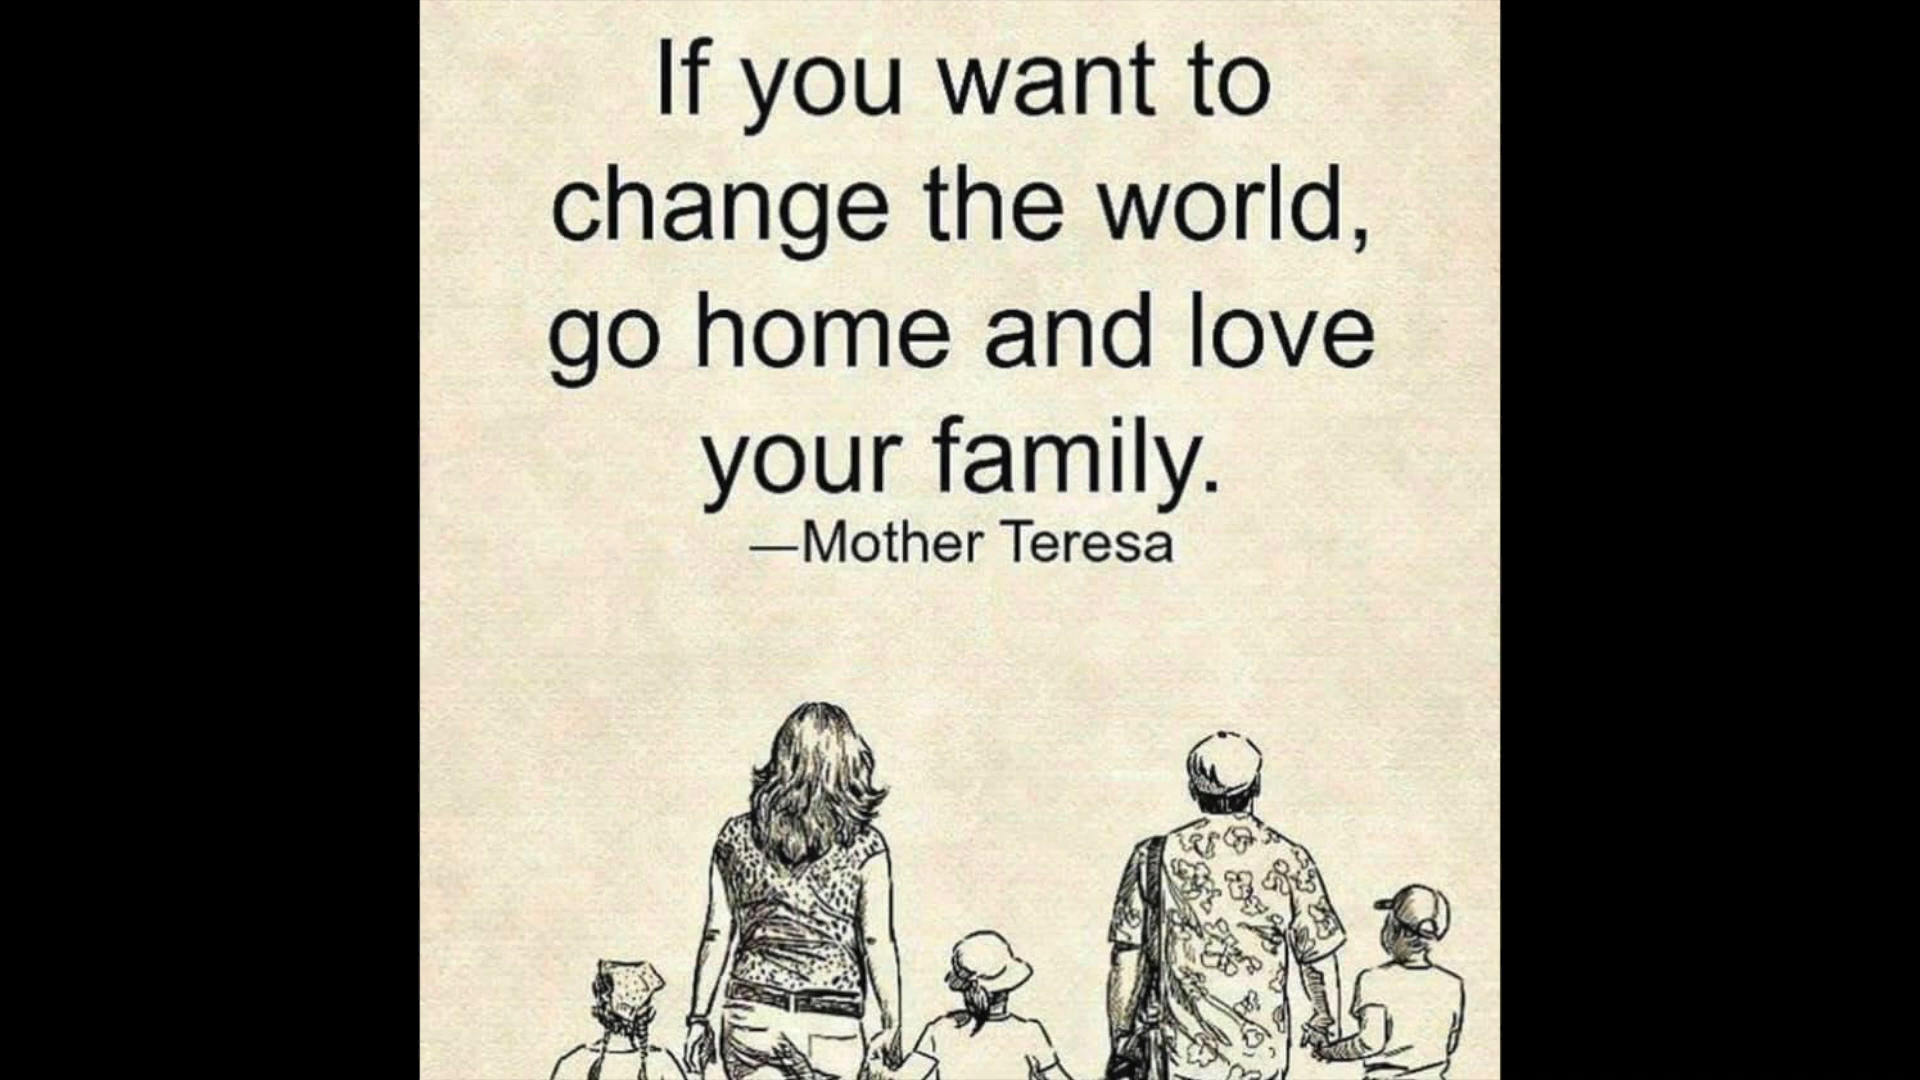 If you want to
change the world,
go home and love
your family.
—Mother Teresa